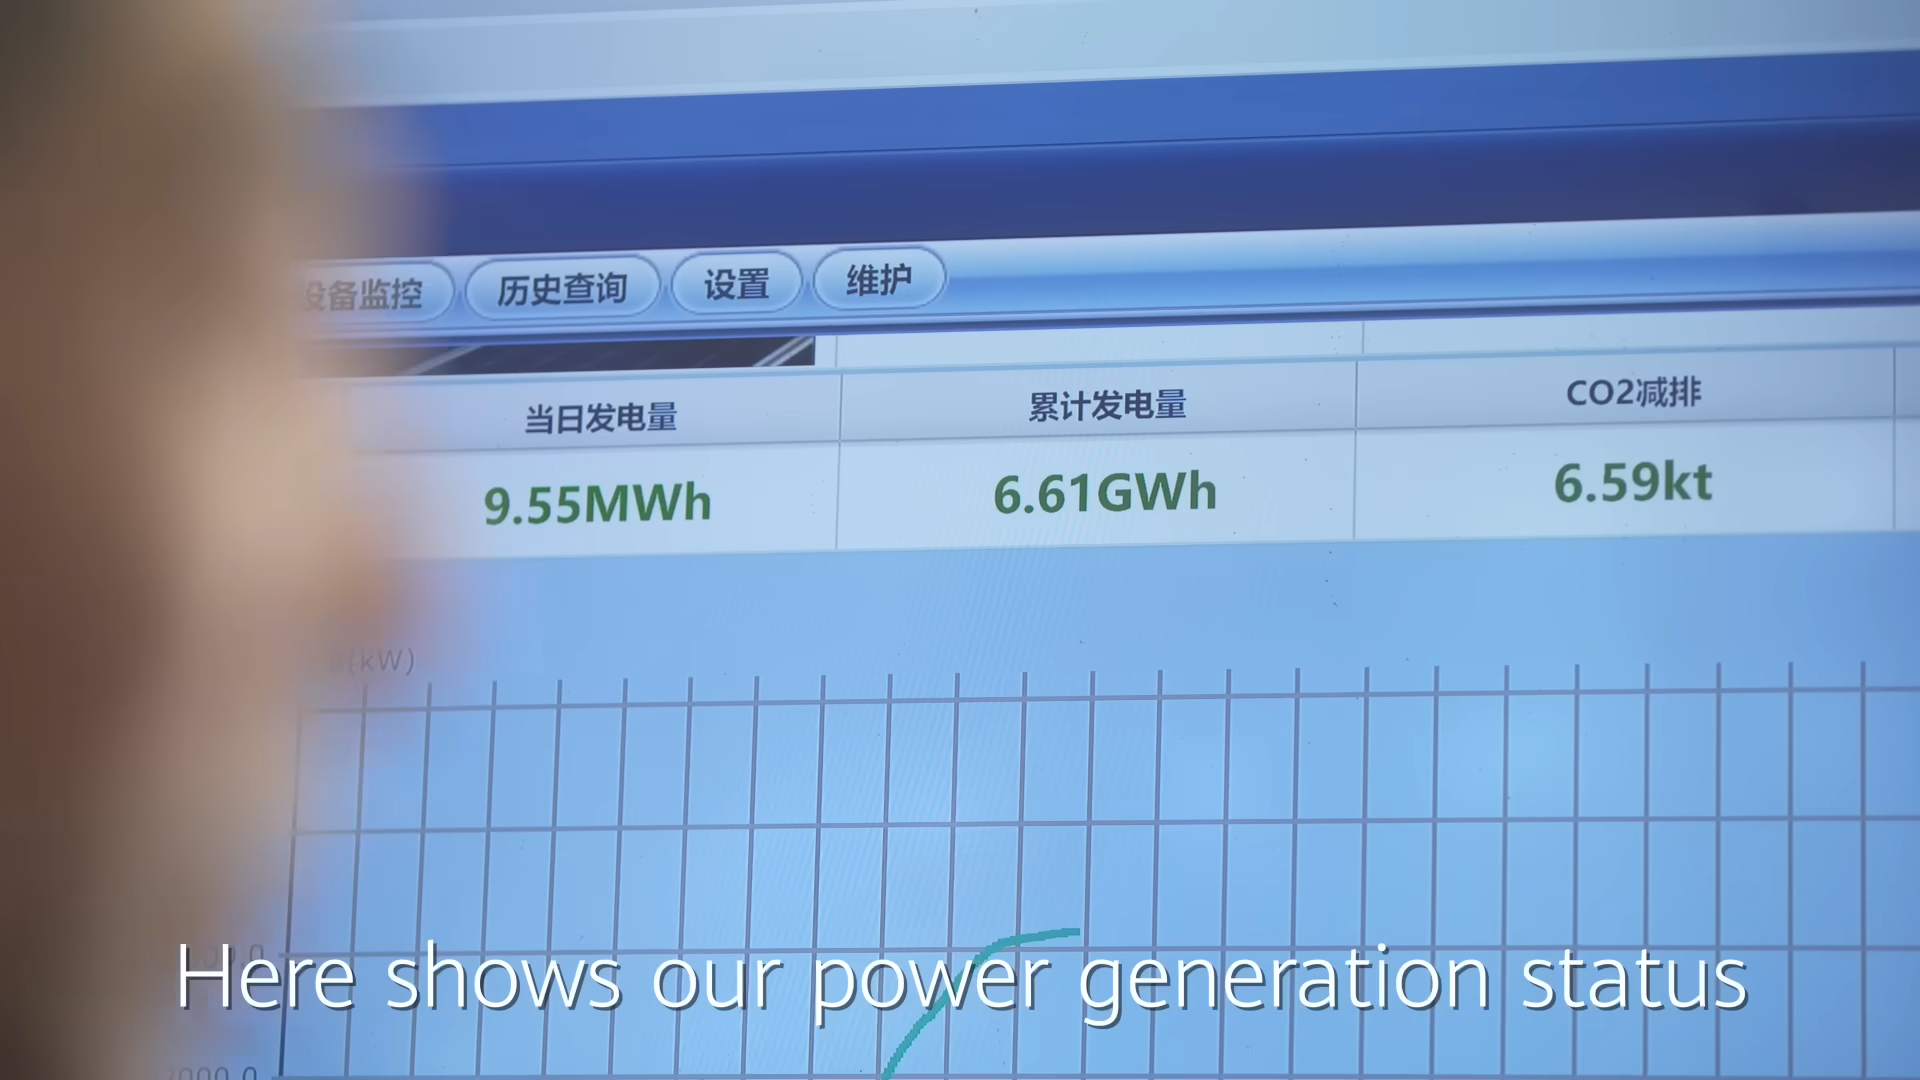 设备监控 历史查询 设置 维护
当日发电量 累计发电量 CO2减排
9.55MWh 6.61GWh 6.59kt
(kW)
Here shows our power generation status